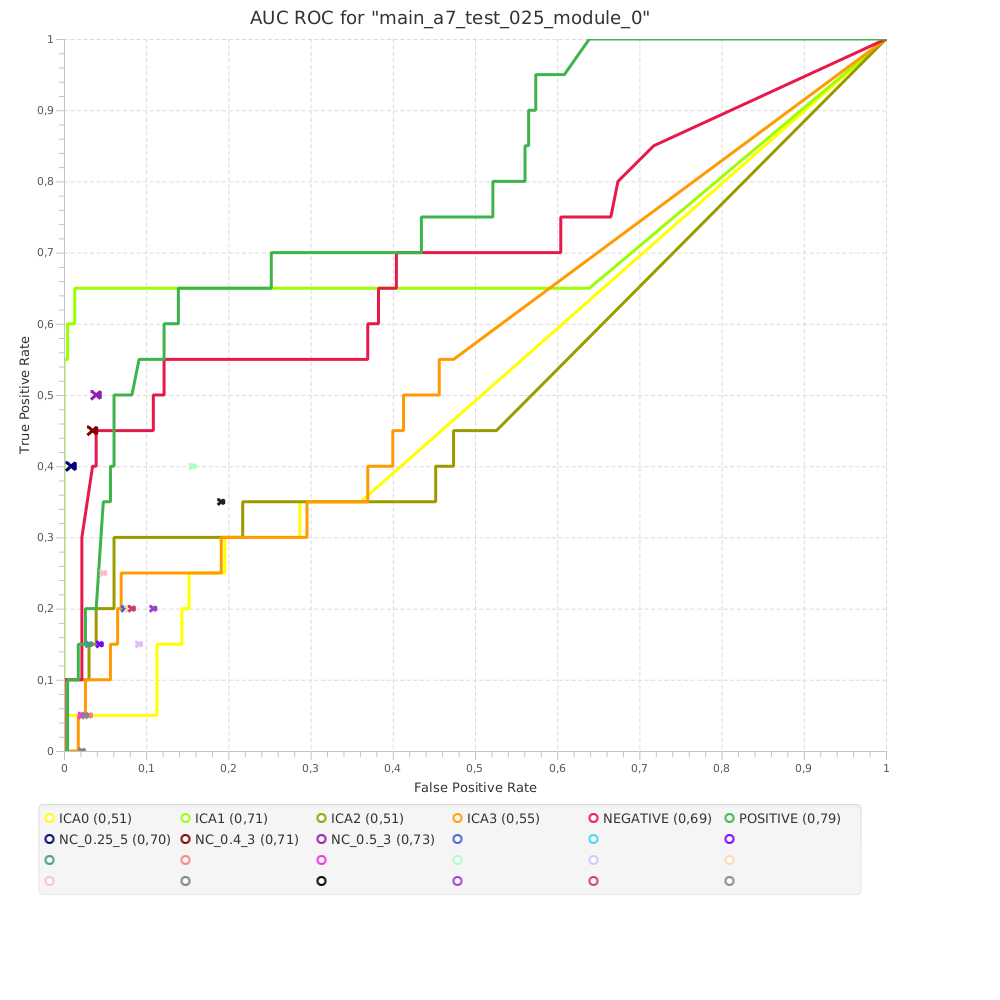 AUC ROC for "main_a7_test_025_module_0"
1
0,9
0,8
0,7
0,6
0,5
0,4
0,3
0,2
0,1
0
True Positive Rate
0 0,1 0,2 0,3 0,4 0,5 0,6 0,7 0,8 0,9 1
False Positive Rate
ICA0 (0,51) ICA1 (0,71) ICA2 (0,51) ICA3 (0,55) NEGATIVE (0,69) POSITIVE (0,79)
NC_0.25_5 (0,70) NC_0.4_3 (0,71) NC_0.5_3 (0,73)